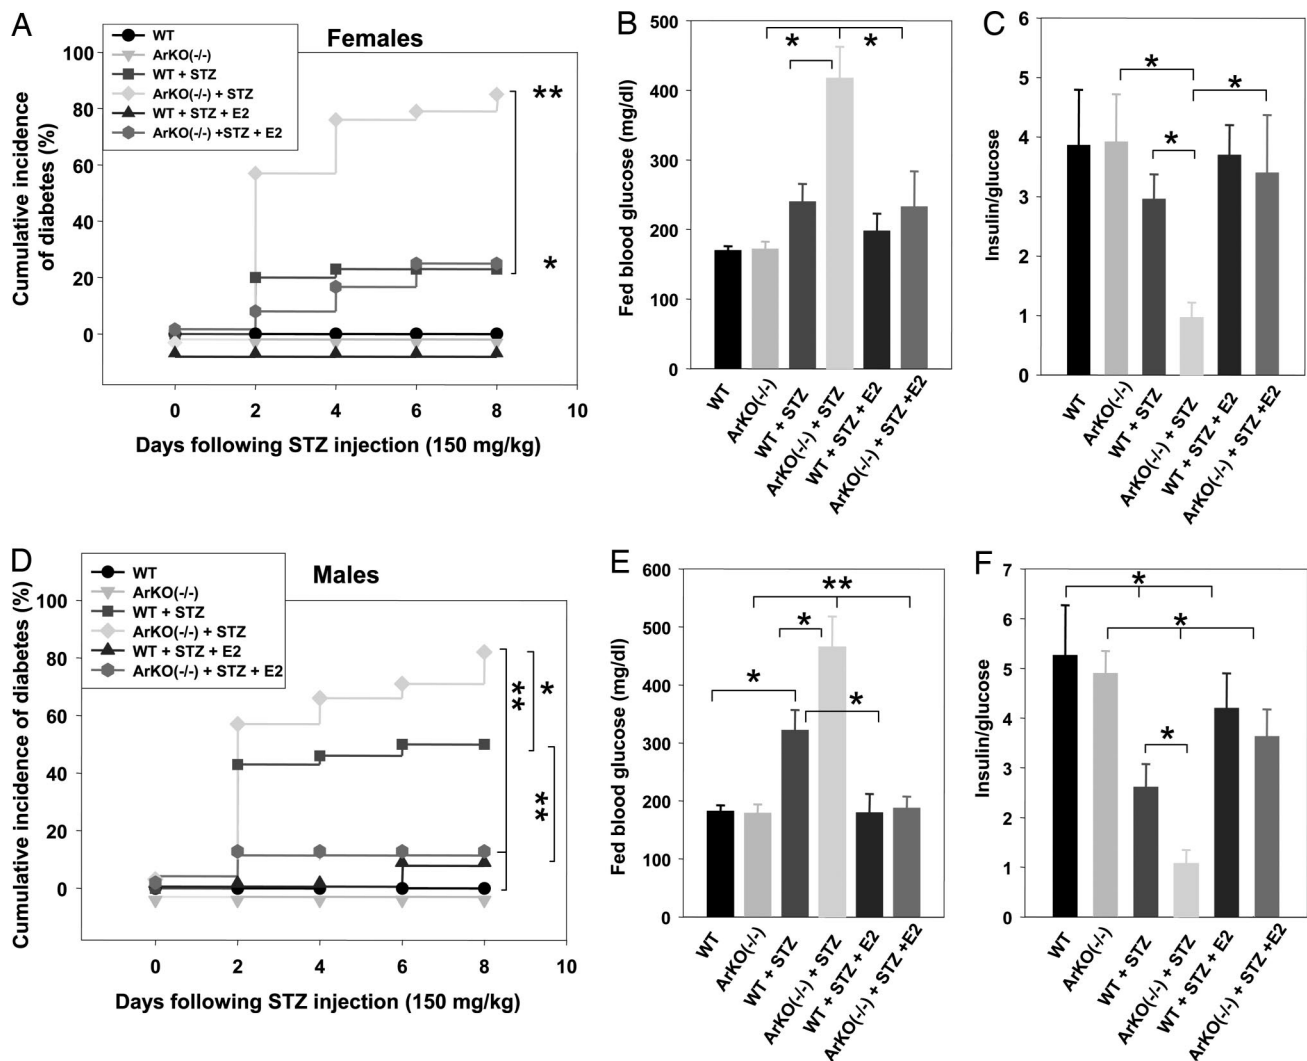 A
WT
ArKO(-/-)
WT + STZ
ArKO(-/-) + STZ
WT + STZ + E2
ArKO(-/-) +STZ + E2
Females
Cumulative incidence
of diabetes (%)
100
80
60
40
20
0
**
*
0 2 4 6 8 10
Days following STZ injection (150 mg/kg)
B
Fed blood glucose (mg/dl)
500
400
300
200
100
0
* *
*
WT
ArKO(-/-)
WT + STZ
ArKO(-/-) + STZ
WT + STZ + E2
ArKO(-/-) + STZ +E2
C
Insulin/glucose
6
5
4
3
2
1
0
* *
*
WT
ArKO(-/-)
WT + STZ
ArKO(-/-) + STZ
WT + STZ + E2
ArKO(-/-) + STZ +E2
D
WT
ArKO(-/-)
WT + STZ
ArKO(-/-) + STZ
WT + STZ + E2
ArKO(-/-) + STZ + E2
Males
Cumulative incidence of diabetes (%)
100
80
60
40
20
0
**
*
**
0 2 4 6 8 10
Days following STZ injection (150 mg/kg)
E
Fed blood glucose (mg/dl)
600
500
400
300
200
100
0
**
*
*
*
WT
ArKO(-/-)
WT + STZ
ArKO(-/-) + STZ
WT + STZ + E2
ArKO(-/-) + STZ +E2
F
Insulin/glucose
7
6
5
4
3
2
1
0
*
*
*
WT
ArKO(-/-)
WT + STZ
ArKO(-/-) + STZ
WT + STZ + E2
ArKO(-/-) + STZ +E2